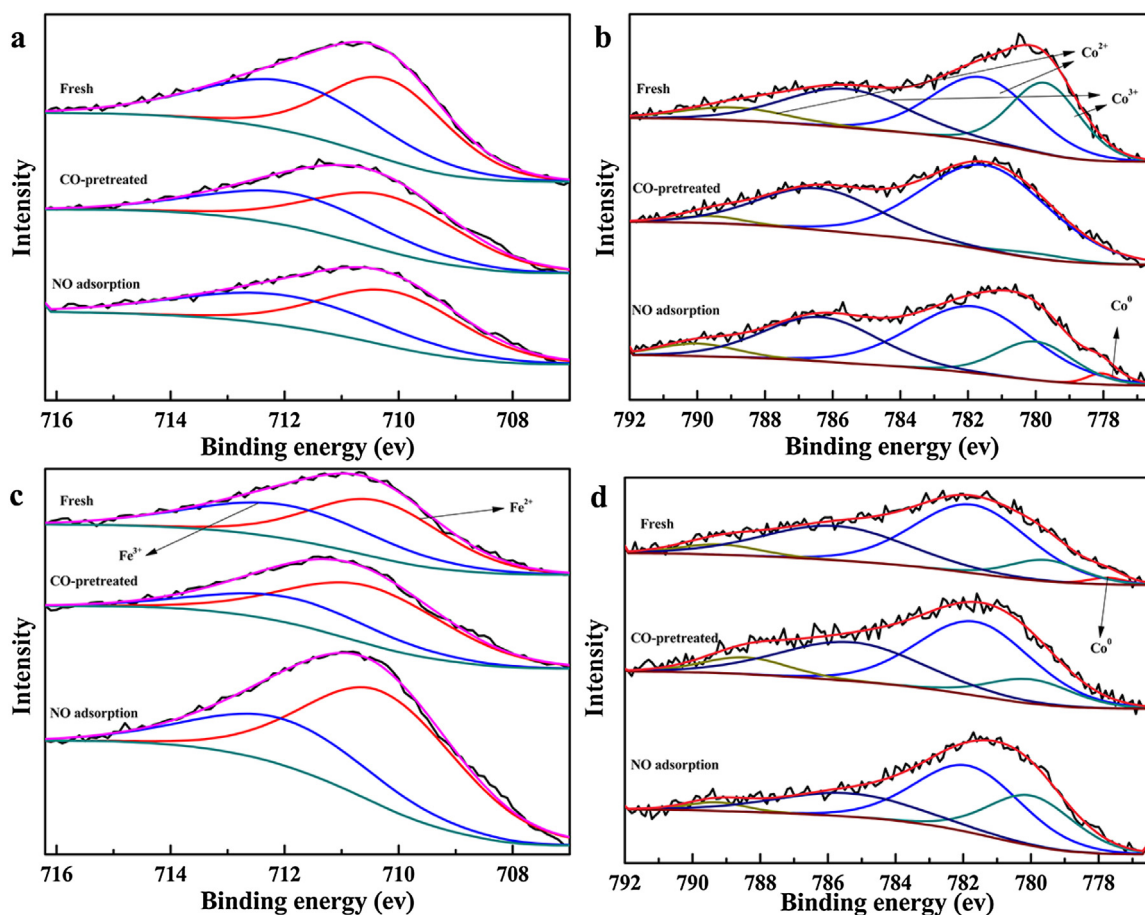 a
Fresh
CO-pretreated
NO adsorption
Intensity
716 714 712 710 708
Binding energy (ev)
b
Fresh
Co2+
Co3+
CO-pretreated
NO adsorption
Co0
Intensity
792 790 788 786 784 782 780 778
Binding energy (ev)
c
Fresh
Fe2+
Fe3+
CO-pretreated
NO adsorption
Intensity
716 714 712 710 708
Binding energy (ev)
d
Fresh
CO-pretreated
Co0
NO adsorption
Intensity
792 790 788 786 784 782 780 778
Binding energy (ev)